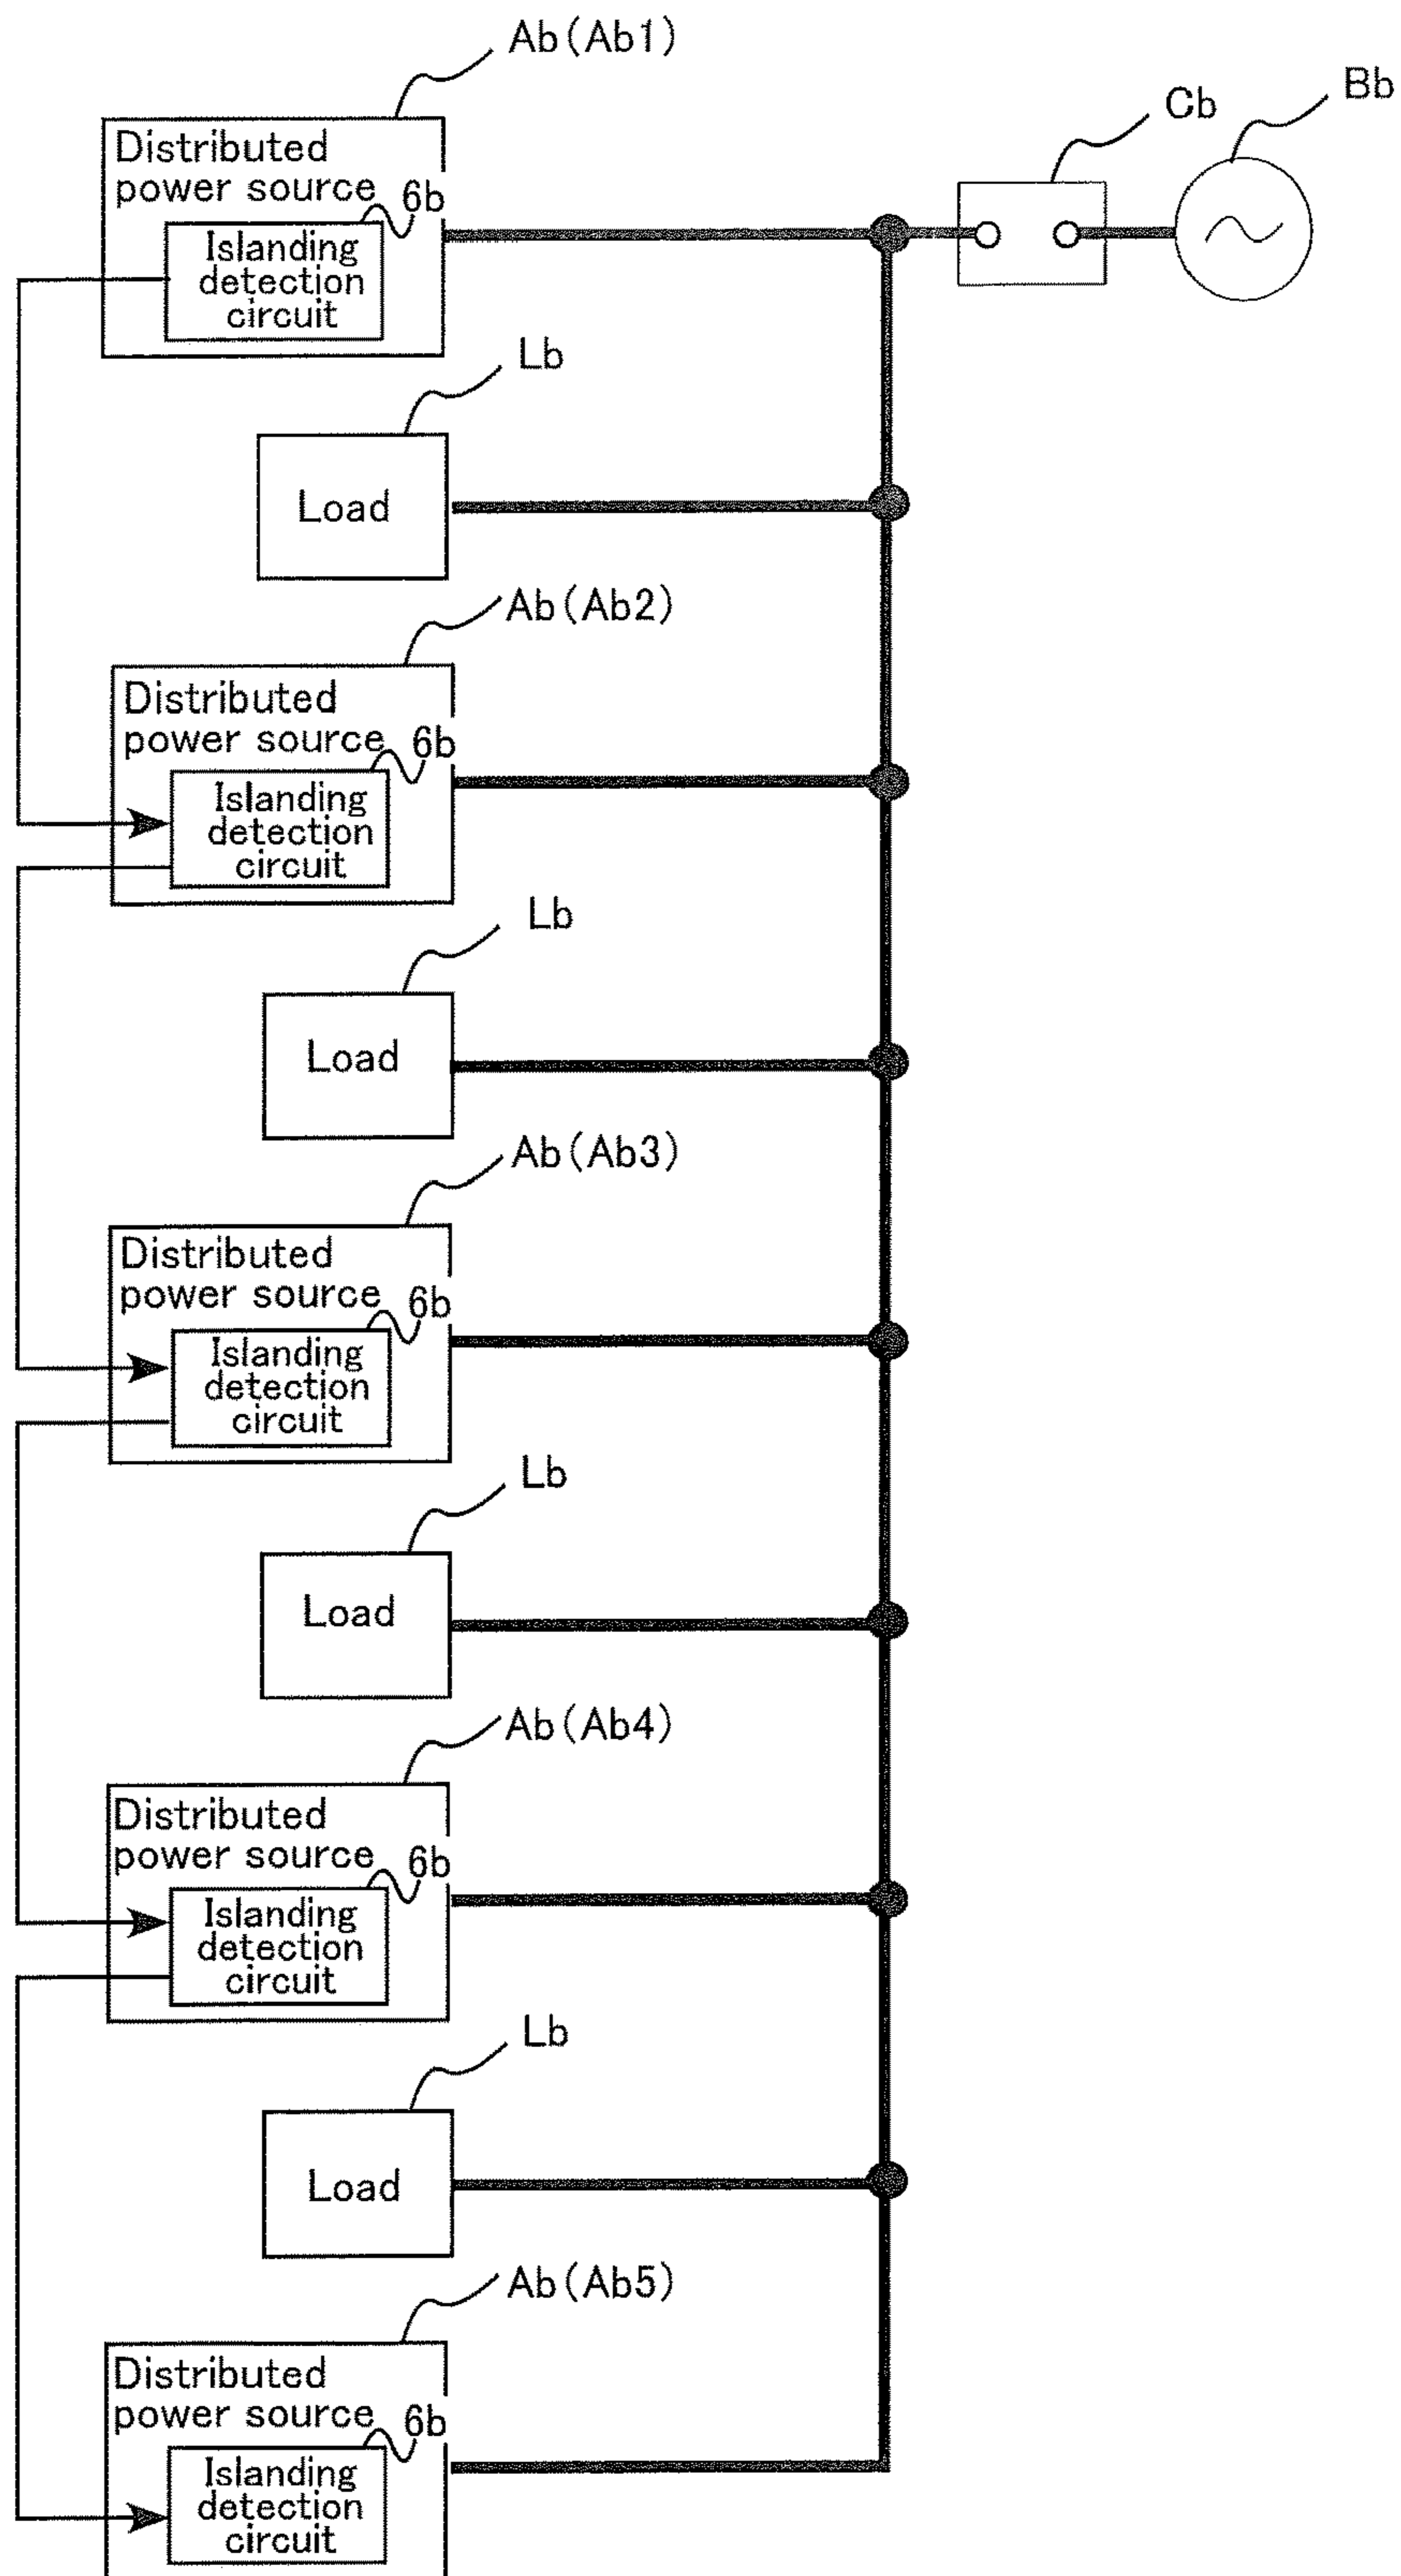 Ab(Ab1)
Cb
Bb
Distributed
power source
6b
Islanding
detection
circuit
Lb
Load
Ab(Ab2)
Distributed
power source
6b
Islanding
detection
circuit
Lb
Load
Ab(Ab3)
Distributed
power source
6b
Islanding
detection
circuit
Lb
Load
Ab(Ab4)
Distributed
power source
6b
Islanding
detection
circuit
Lb
Load
Ab(Ab5)
Distributed
power source
6b
Islanding
detection
circuit